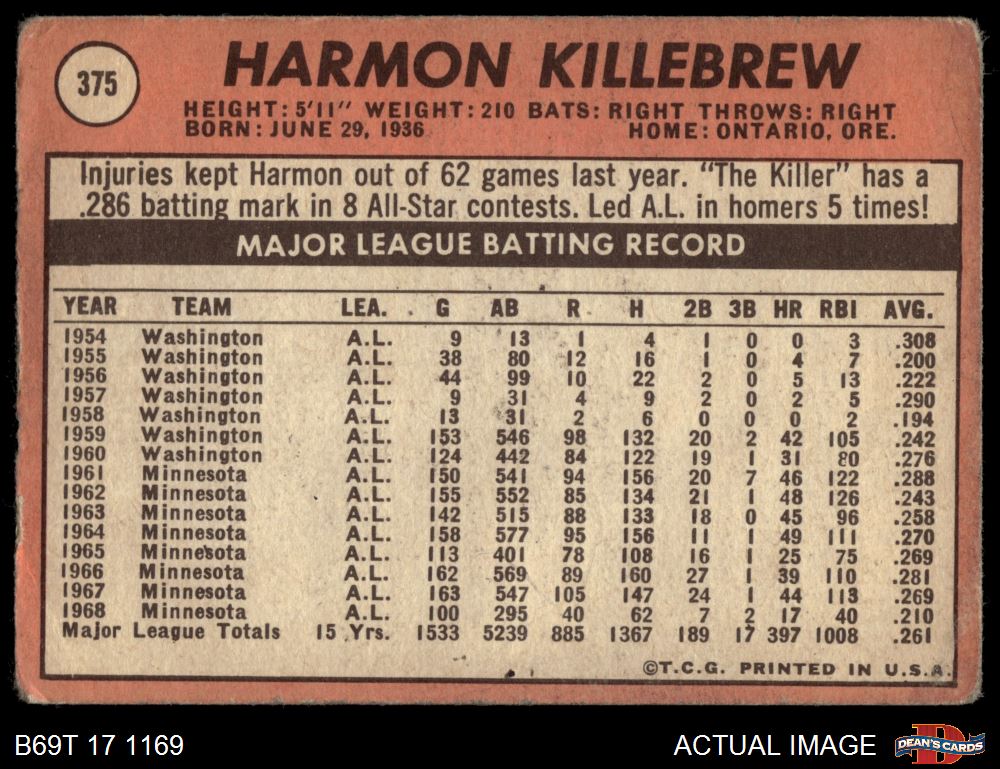 375
HARMON KILLEBREW
HEIGHT: 5'11" WEIGHT: 210 BATS: RIGHT THROWS: RIGHT
BORN: JUNE 29, 1936 HOME: ONTARIO, ORE.
Injuries kept Harmon out of 62 games last year. "The Killer" has a
.286 batting mark in 8 All-Star contests. Led A.L. in homers 5 times!
MAJOR LEAGUE BATTING RECORD
YEAR TEAM LEA. G AB R H 2B 3B HR RBI AVG.
1954 Washington A.L. 9 13 1 4 1 0 0 3 .308
1955 Washington A.L. 38 80 12 16 1 0 4 7 .200
1956 Washington A.L. 44 99 10 22 2 0 5 13 .222
1957 Washington A.L. 9 31 4 9 2 0 2 5 .290
1958 Washington A.L. 13 31 2 6 0 0 0 2 .194
1959 Washington A.L. 153 546 98 132 20 2 42 105 .242
1960 Washington A.L. 124 442 84 122 19 1 31 80 .276
1961 Minnesota A.L. 150 541 94 156 20 7 46 122 .288
1962 Minnesota A.L. 155 552 85 134 21 1 48 126 .243
1963 Minnesota A.L. 142 515 88 133 18 0 45 96 .258
1964 Minnesota A.L. 158 577 95 156 11 1 49 111 .270
1965 Minnesota A.L. 113 401 78 108 16 1 25 75 .269
1966 Minnesota A.L. 162 569 89 160 27 1 39 110 .281
1967 Minnesota A.L. 163 547 105 147 24 1 44 113 .269
1968 Minnesota A.L. 100 295 40 62 7 2 17 40 .210
Major League Totals 15 Yrs. 1533 5239 885 1367 189 17 397 1008 .261
©T.C.G. PRINTED IN U.S.A.
B69T 17 1169 ACTUAL IMAGE
D
DEAN'S CARDS